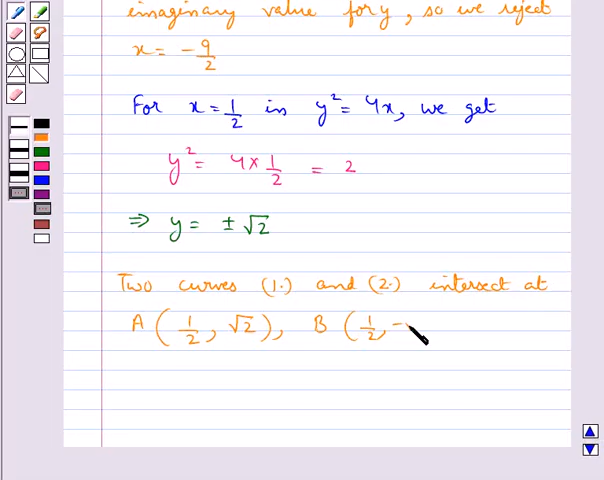 imaginary value for y, so we reject
x = - 9/2
For x = 1/2 in y² = 4x, we get
y² = 4 × 1/2 = 2
⇒ y = ± √2
Two curves (1.) and (2.) intersect at
A (1/2, √2), B (1/2, -